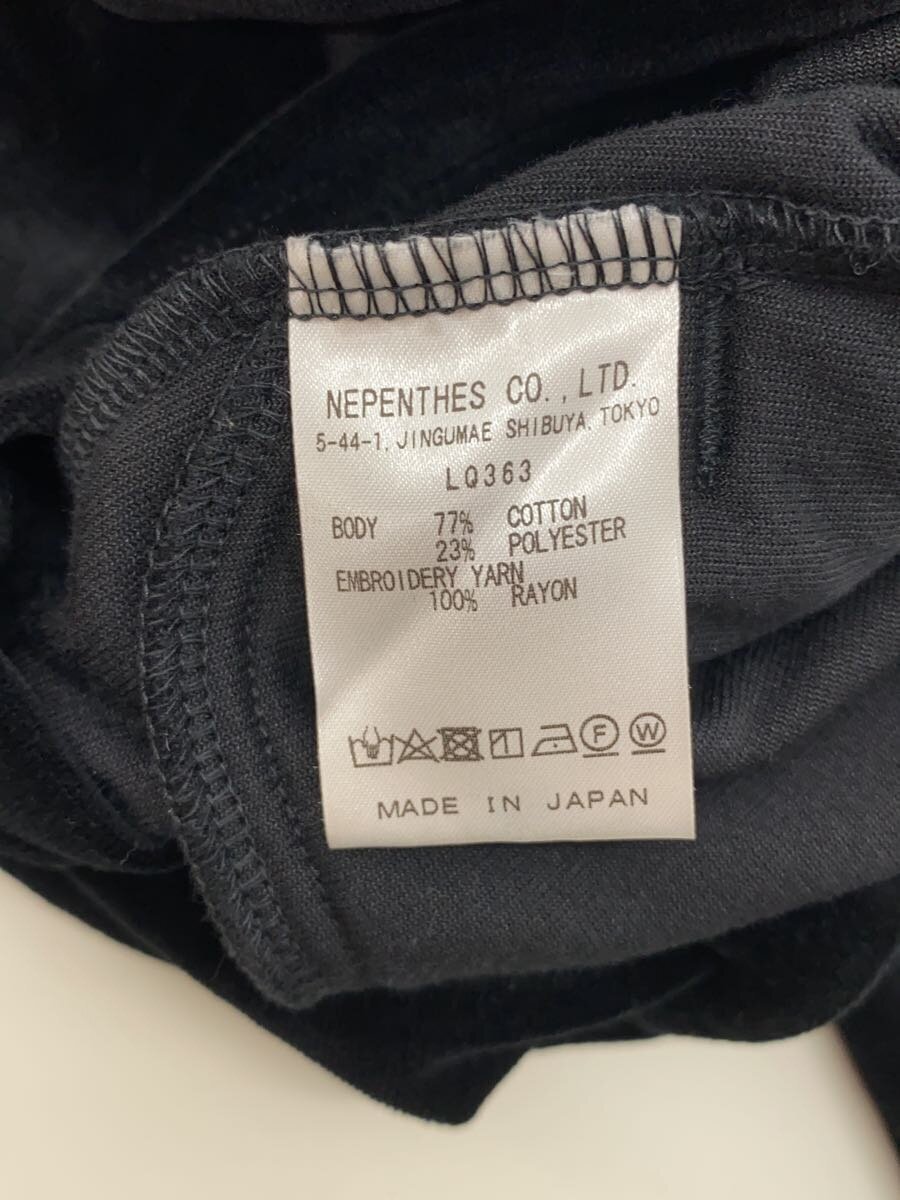 NEPENTHES CO.,LTD.
5-44-1, JINGUMAE SHIBUYA, TOKYO
LQ363
BODY 77% COTTON
23% POLYESTER
EMBROIDERY YARN
100% RAYON
F W
MADE IN JAPAN